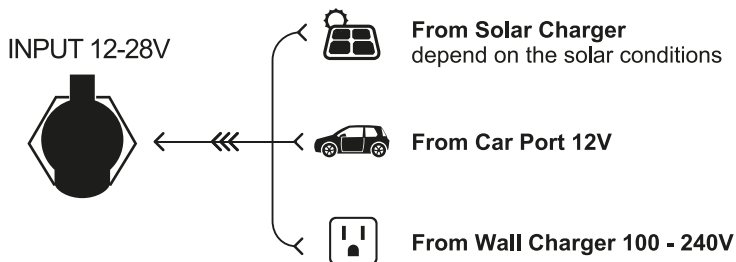 INPUT 12-28V
From Solar Charger
depend on the solar conditions
From Car Port 12V
From Wall Charger 100 - 240V